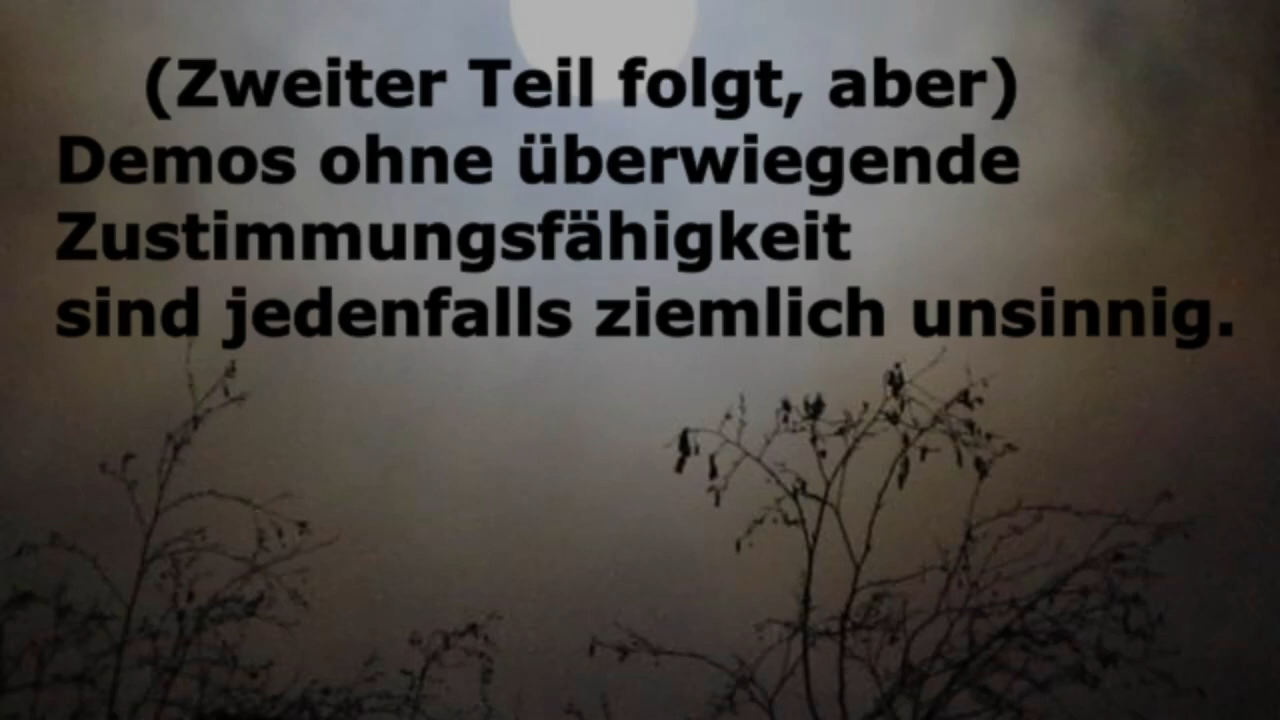 (Zweiter Teil folgt, aber)
Demos ohne überwiegende
Zustimmungsfähigkeit
sind jedenfalls ziemlich unsinnig.